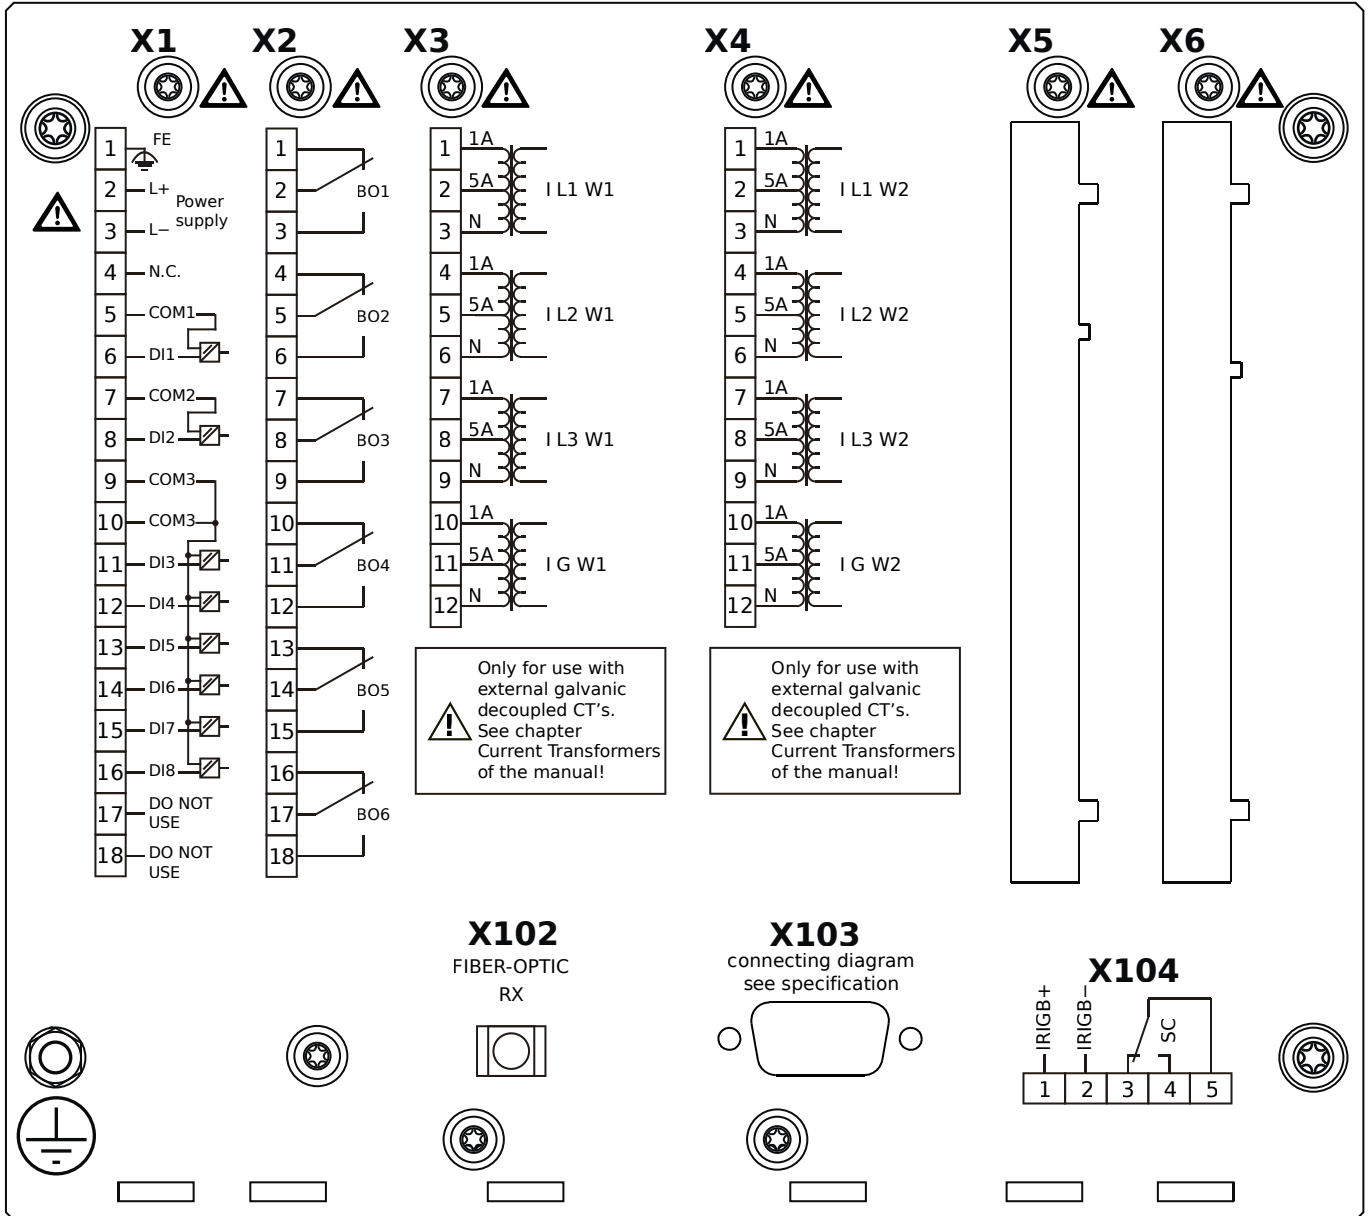 X1
X2
X3
X4
X5
X6
1 FE
2 L+
Power
supply
3 L−
4 N.C.
5 COM1
6 DI1
7 COM2
8 DI2
9 COM3
10 COM3
11 DI3
12 DI4
13 DI5
14 DI6
15 DI7
16 DI8
17 DO NOT
USE
18 DO NOT
USE
1
2 BO1
3
4
5 BO2
6
7
8 BO3
9
10
11 BO4
12
13
14 BO5
15
16
17 BO6
18
1 1A
2 5A I L1 W1
3 N
4 1A
5 5A I L2 W1
6 N
7 1A
8 5A I L3 W1
9 N
10 1A
11 5A I G W1
12 N
Only for use with
external galvanic
decoupled CT's.
See chapter
Current Transformers
of the manual!
1 1A
2 5A I L1 W2
3 N
4 1A
5 5A I L2 W2
6 N
7 1A
8 5A I L3 W2
9 N
10 1A
11 5A I G W2
12 N
Only for use with
external galvanic
decoupled CT's.
See chapter
Current Transformers
of the manual!
X102
FIBER-OPTIC
RX
X103
connecting diagram
see specification
X104
IRIGB+
IRIGB−
SC
1 2 3 4 5